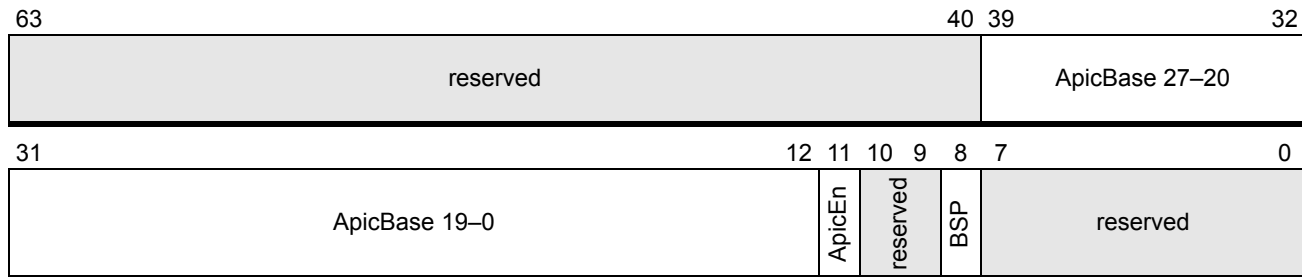 63 40 39 32
reserved ApicBase 27–20
31 12 11 10 9 8 7 0
ApicBase 19–0 ApicEn reserved BSP reserved